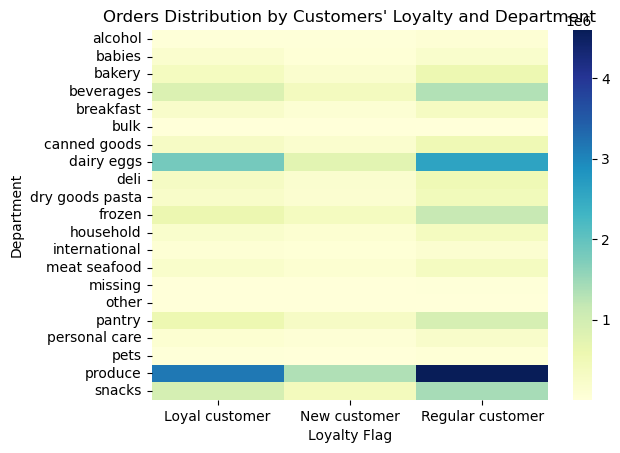 Orders Distribution by Customers' Loyalty and Department
1e6
alcohol
babies
bakery
beverages
breakfast
bulk
canned goods
dairy eggs
deli
dry goods pasta
frozen
household
international
meat seafood
missing
other
pantry
personal care
pets
produce
snacks
Department
Loyal customer
New customer
Regular customer
Loyalty Flag
4
3
2
1